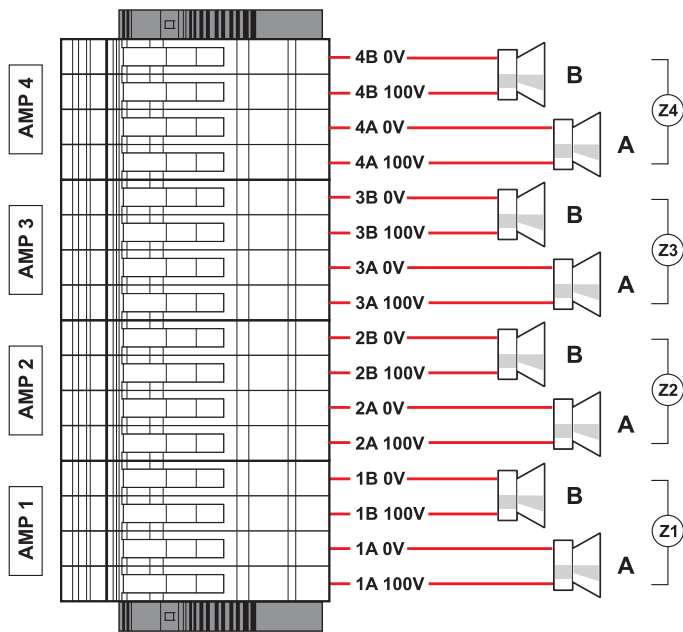 AMP 4
4B 0V
B
4B 100V
Z4
4A 0V
A
4A 100V
AMP 3
3B 0V
B
3B 100V
Z3
3A 0V
A
3A 100V
AMP 2
2B 0V
B
2B 100V
Z2
2A 0V
A
2A 100V
AMP 1
1B 0V
B
1B 100V
Z1
1A 0V
A
1A 100V